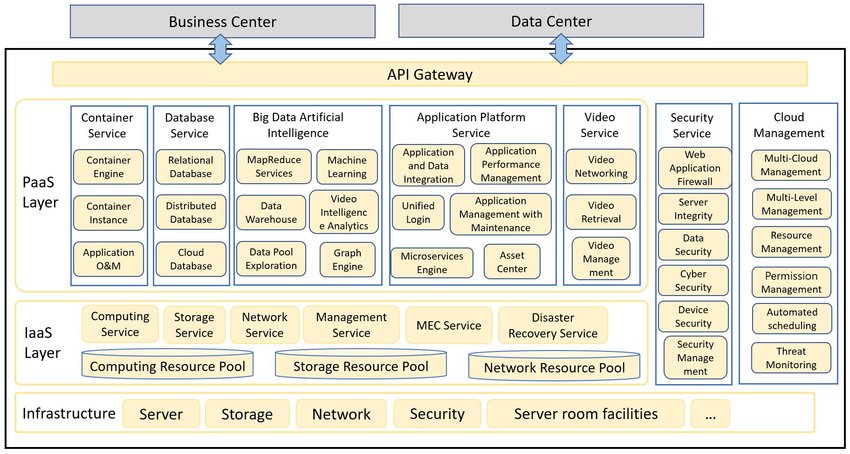 Business Center
Data Center
API Gateway
PaaS
Layer
Container
Service
Container
Engine
Container
Instance
Application
O&M
Database
Service
Relational
Database
Distributed
Database
Cloud
Database
Big Data Artificial
Intelligence
MapReduce
Services
Machine
Learning
Data
Warehouse
Video
Intelligenc
e Analytics
Data Pool
Exploration
Graph
Engine
Application Platform
Service
Application
and Data
Integration
Application
Performance
Management
Unified
Login
Application
Management with
Maintenance
Microservices
Engine
Asset
Center
Video
Service
Video
Networking
Video
Retrieval
Video
Manage
ment
Security
Service
Web
Application
Firewall
Server
Integrity
Data
Security
Cyber
Security
Device
Security
Security
Manage
ment
Cloud
Management
Multi-Cloud
Management
Multi-Level
Management
Resource
Management
Permission
Management
Automated
scheduling
Threat
Monitoring
IaaS
Layer
Computing
Service
Storage
Service
Network
Service
Management
Service
MEC Service
Disaster
Recovery Service
Computing Resource Pool
Storage Resource Pool
Network Resource Pool
Infrastructure
Server
Storage
Network
Security
Server room facilities
...